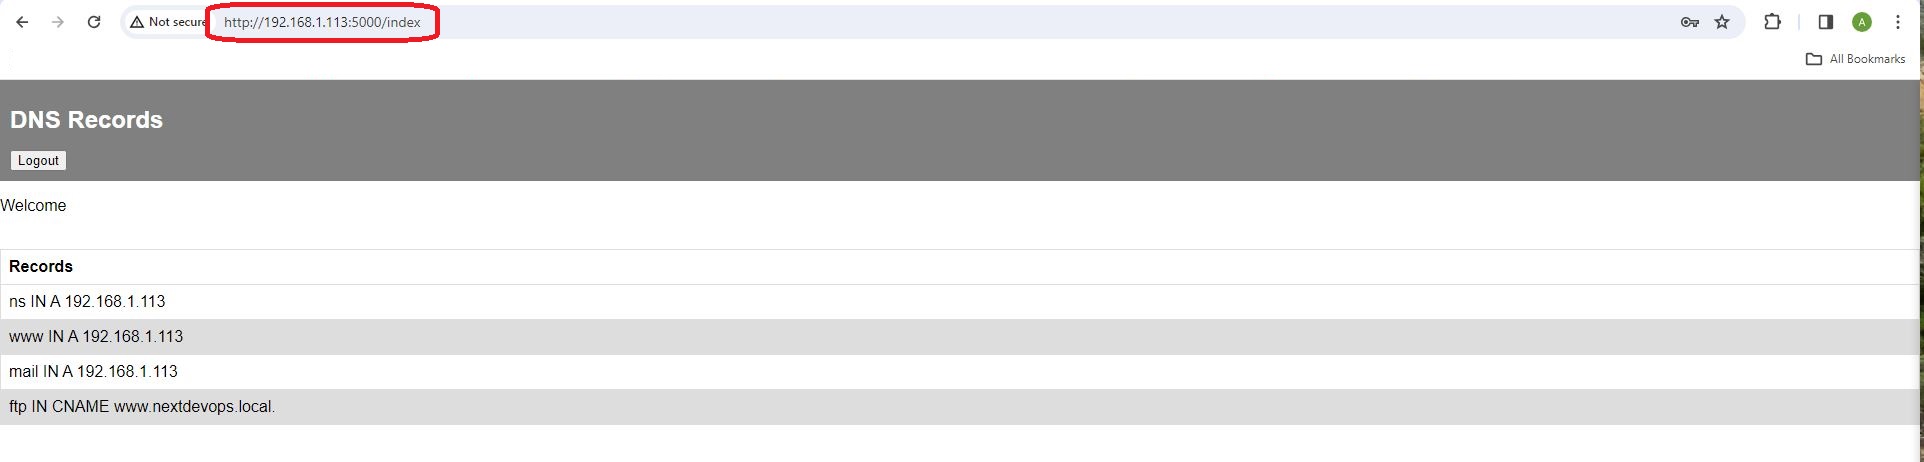 Not secure http://192.168.1.113:5000/index A
All Bookmarks
DNS Records
Logout
Welcome
Records
ns IN A 192.168.1.113
www IN A 192.168.1.113
mail IN A 192.168.1.113
ftp IN CNAME www.nextdevops.local.